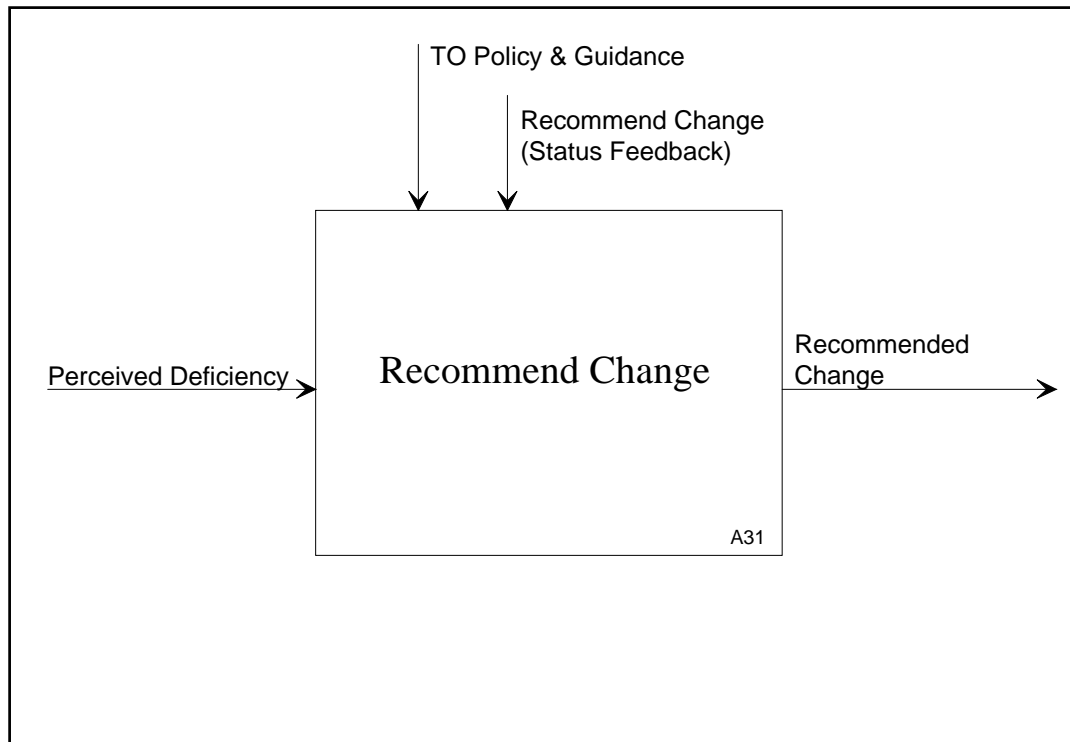 TO Policy & Guidance
Recommend Change
(Status Feedback)
Perceived Deficiency
Recommend Change
Recommended
Change
A31